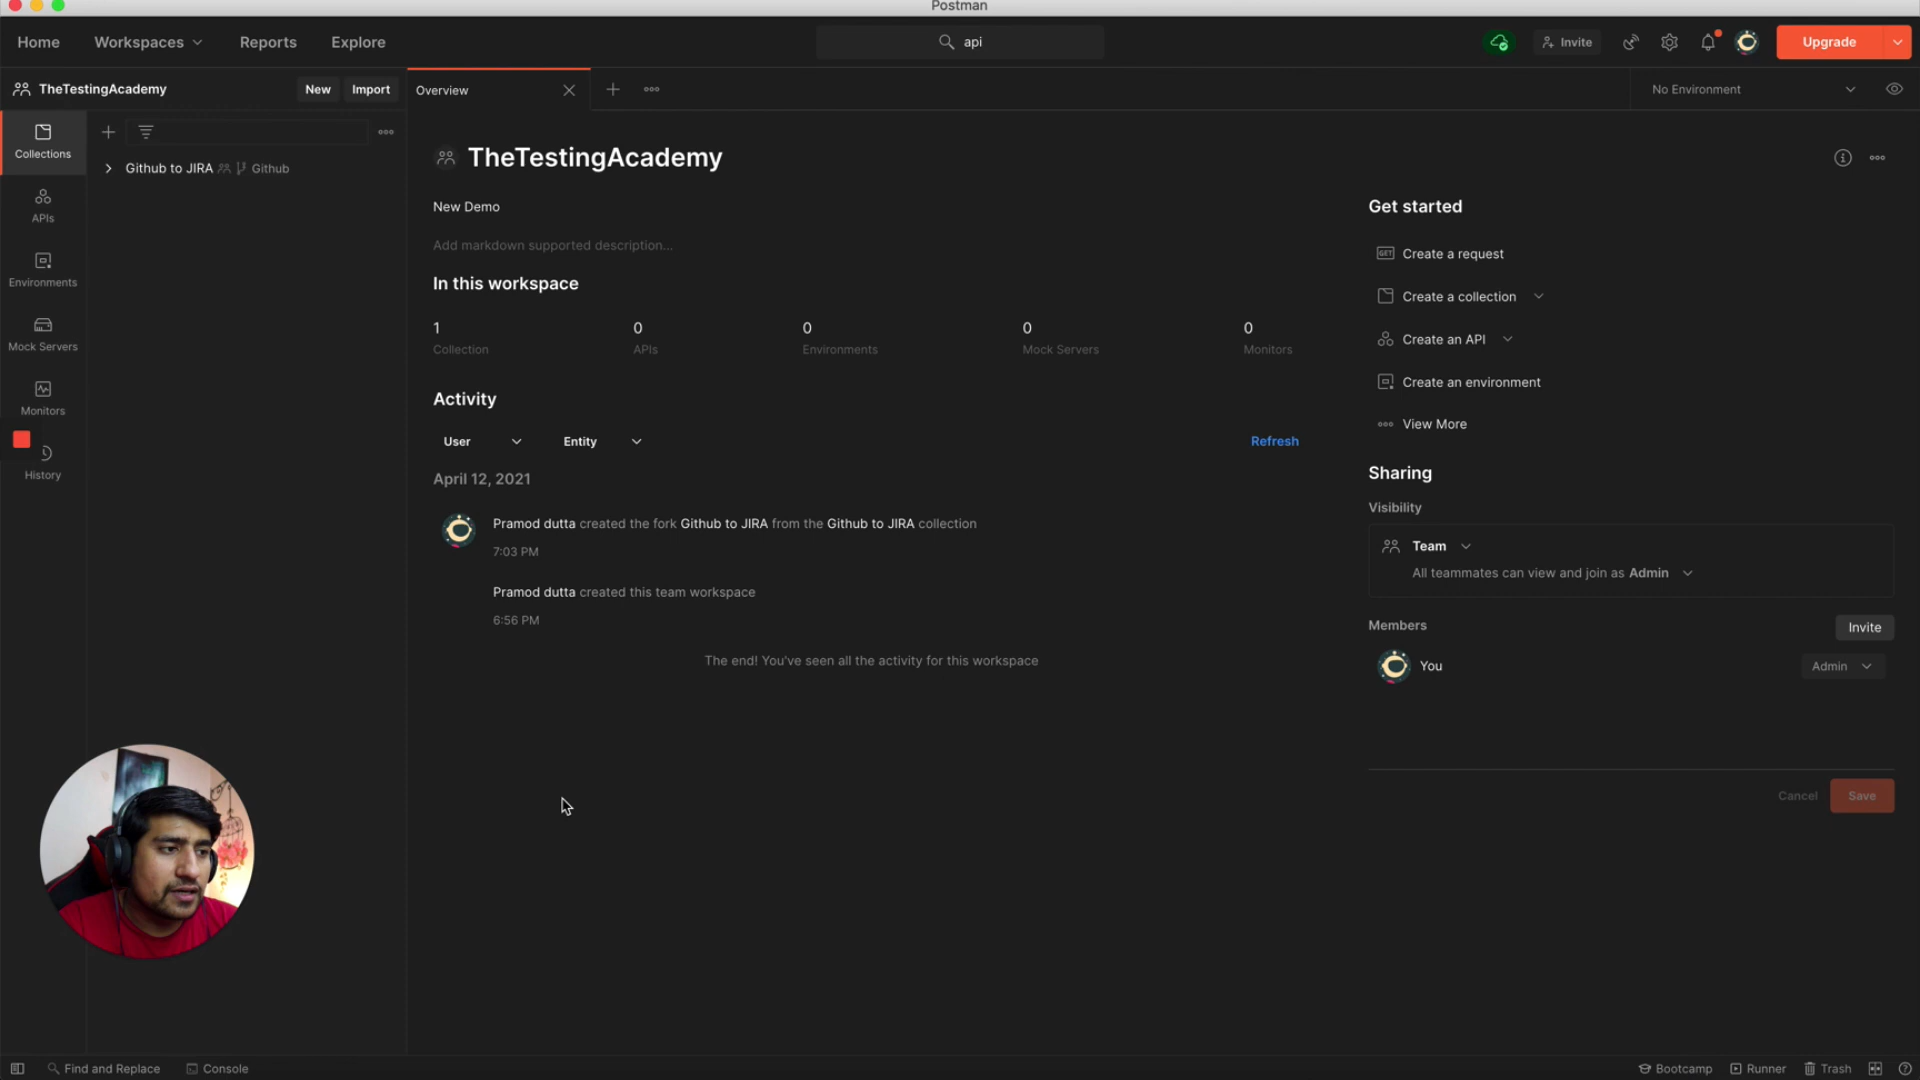 Postman
Home
Workspaces
Reports
Explore
api
Invite
Upgrade
TheTestingAcademy
New
Import
Overview
No Environment
Collections
Github to JIRA
Github
APIs
Environments
Mock Servers
Monitors
History
TheTestingAcademy
New Demo
Add markdown supported description...
In this workspace
1
0
0
0
0
Collection
APIs
Environments
Mock Servers
Monitors
Activity
User
Entity
Refresh
April 12, 2021
Pramod dutta created the fork Github to JIRA from the Github to JIRA collection
7:03 PM
Pramod dutta created this team workspace
6:56 PM
The end! You've seen all the activity for this workspace
Get started
GET
Create a request
Create a collection
Create an API
Create an environment
View More
Sharing
Visibility
Team
All teammates can view and join as Admin
Members
Invite
You
Admin
Cancel
Save
Find and Replace
Console
Bootcamp
Runner
Trash